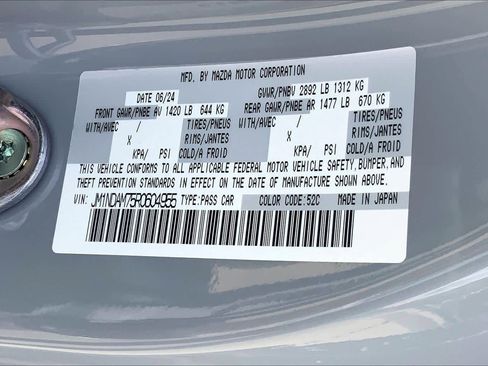 MFD. BY MAZDA MOTOR CORPORATION
DATE 06/24 GVWR/PNBV 2892 LB 1312 KG
FRONT GAWR/PNBE AV 1420 LB 644 KG REAR GAWR/PNBE AR 1477 LB 670 KG
WITH/AVEC / TIRES/PNEUS WITH/AVEC / TIRES/PNEUS
X RIMS/JANTES X RIMS/JANTES
KPA/ PSI COLD/A FROID KPA/ PSI COLD/A FROID
THIS VEHICLE CONFORMS TO ALL APPLICABLE FEDERAL MOTOR VEHICLE SAFETY, BUMPER, AND
THEFT PREVENTION STANDARDS IN EFFECT ON THE DATE OF MANUFACTURE SHOWN ABOVE.
VIN: JM1NDAM75R0604955 TYPE:PASS CAR COLOR CODE:52C MADE IN JAPAN